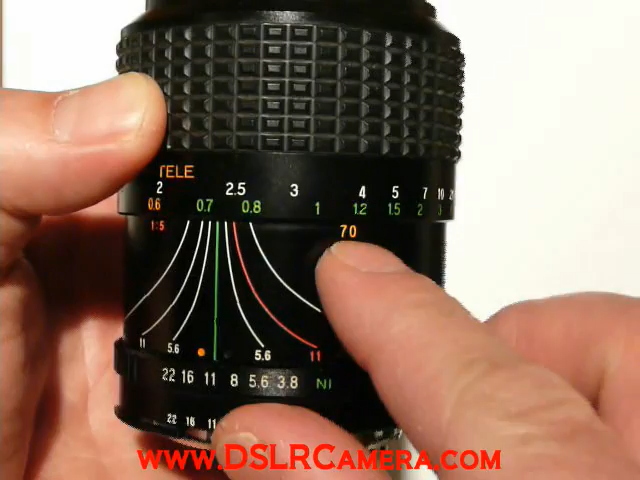 TELE
2 2.5 3 4 5 7 10
0.6 0.7 0.8 1 1.2 1.5 2 3
1:5 70
11 5.6 5.6 11
22 16 11 8 5.6 3.8 NI
22 16 11
www.DSLRCamera.com